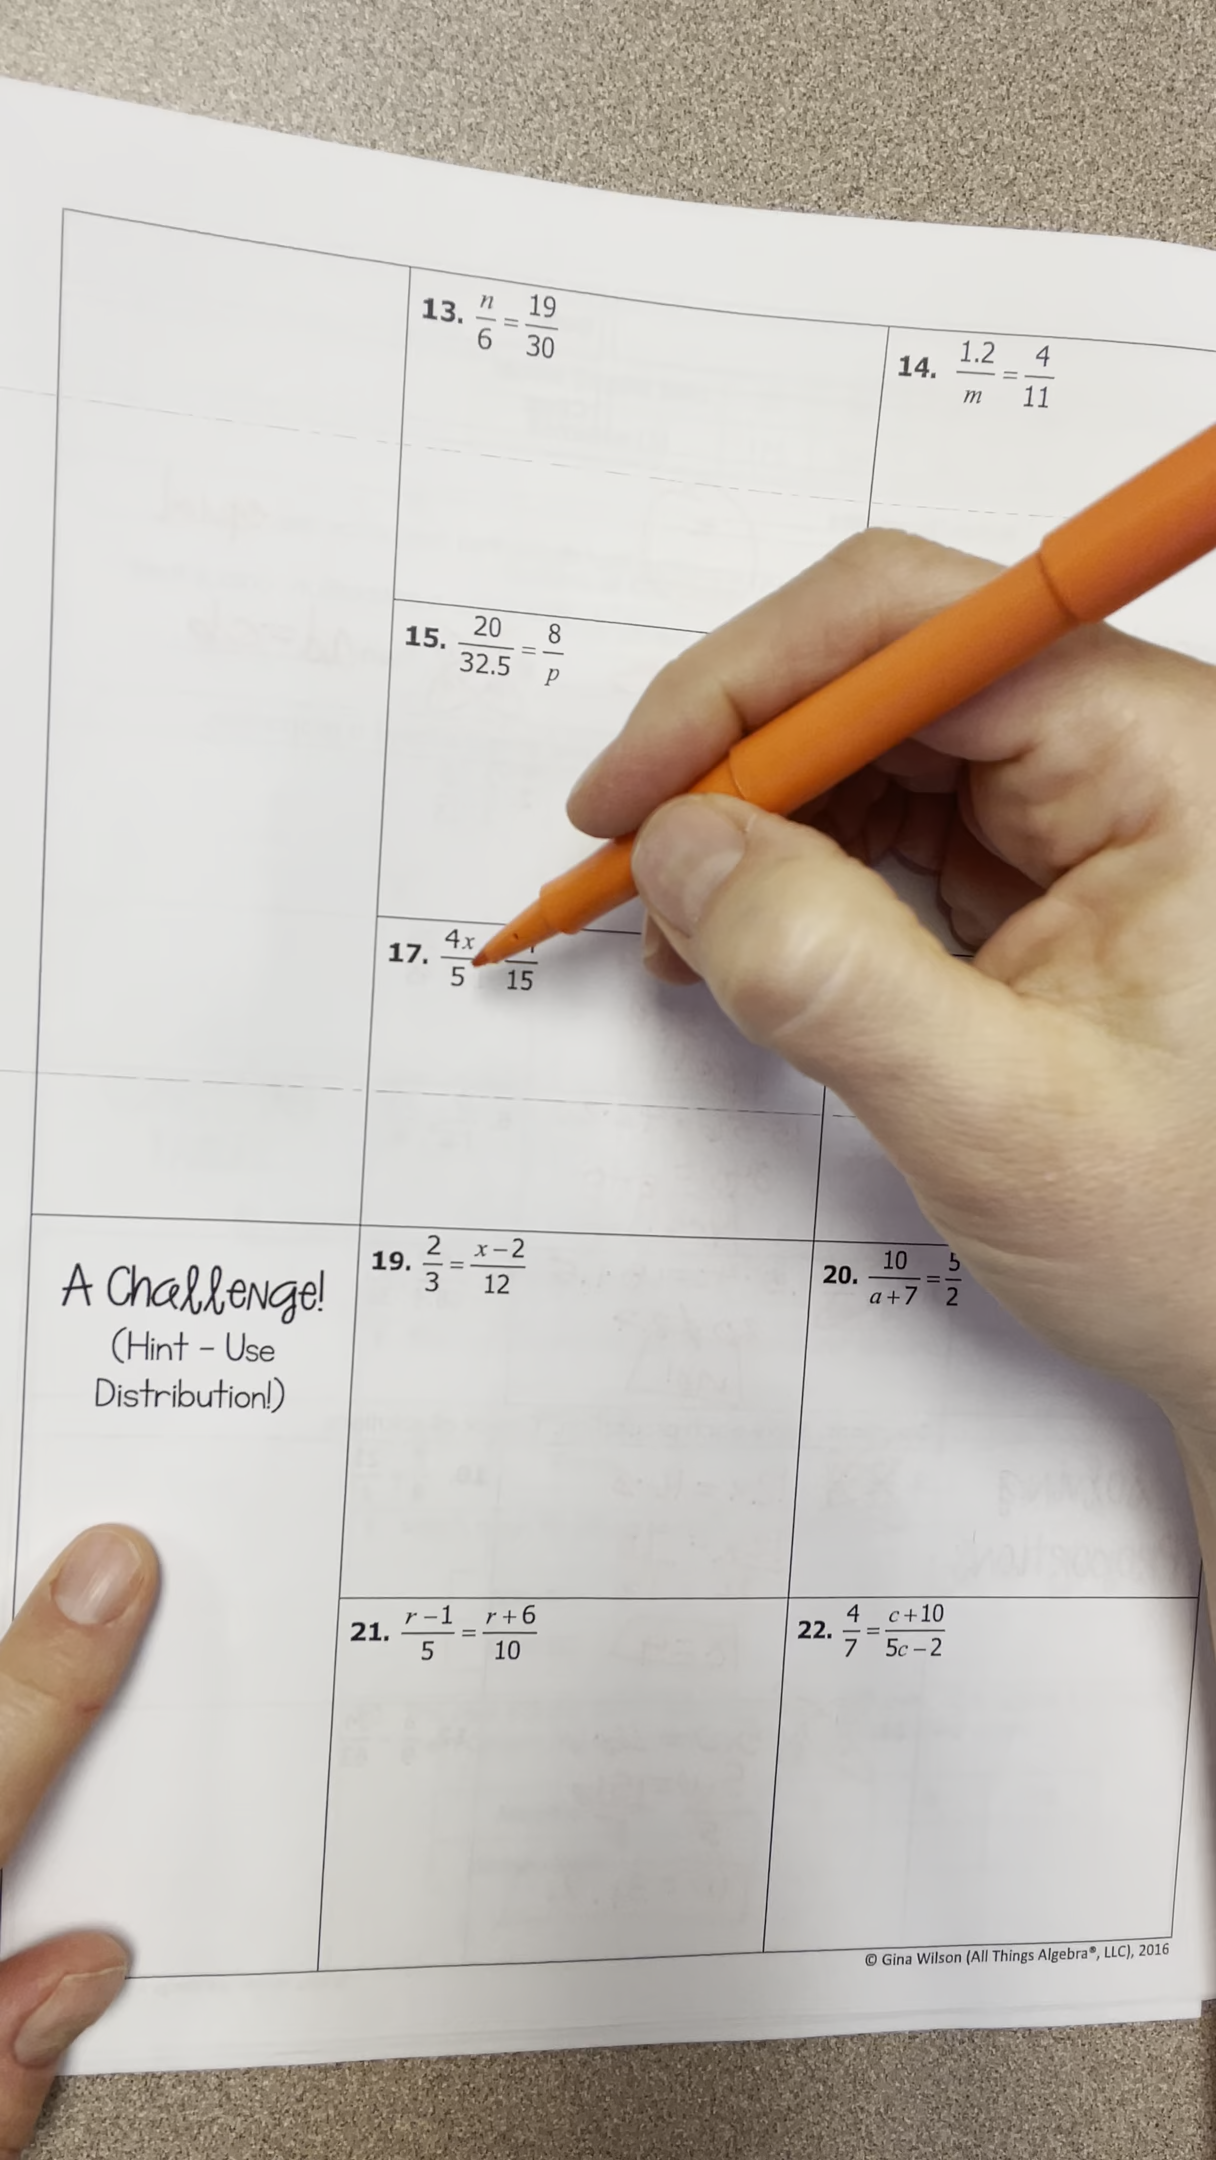 13. n/6 = 19/30
14. 1.2/m = 4/11
15. 20/32.5 = 8/p
17. 4x/5 /15
A Challenge!
(Hint – Use
Distribution!)
19. 2/3 = x – 2/12
20. 10/a + 7 = 5/2
21. r – 1/5 = r + 6/10
22. 4/7 = c + 10/5c – 2
© Gina Wilson (All Things Algebra®, LLC), 2016